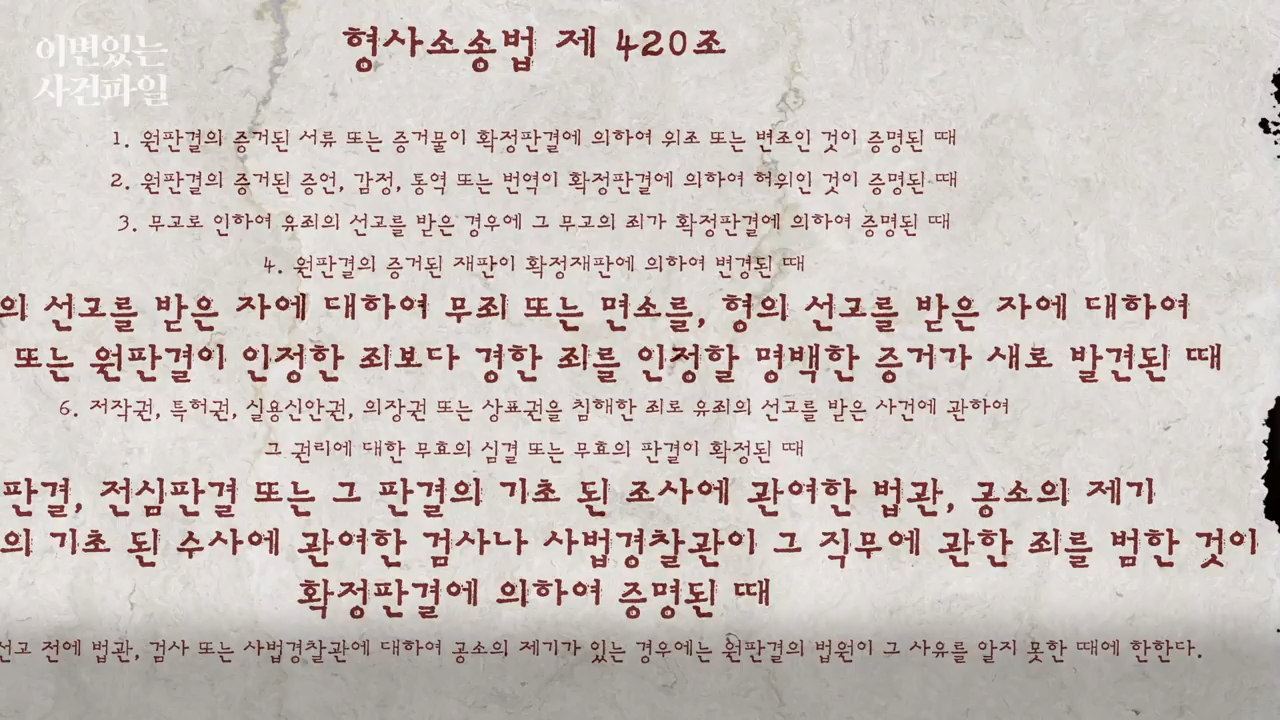 이변있는
사건파일
형사소송법 제 420조
1. 원판결의 증거된 서류 또는 증거물이 확정판결에 의하여 위조 또는 변조인 것이 증명된 때
2. 원판결의 증거된 증언, 감정, 통역 또는 번역이 확정판결에 의하여 허위인 것이 증명된 때
3. 무고로 인하여 유죄의 선고를 받은 경우에 그 무고의 죄가 확정판결에 의하여 증명된 때
4. 원판결의 증거된 재판이 확정재판에 의하여 변경된 때
의 선고를 받은 자에 대하여 무죄 또는 면소를, 형의 선고를 받은 자에 대하여
또는 원판결이 인정한 죄보다 경한 죄를 인정할 명백한 증거가 새로 발견된 때
6. 저작권, 특허권, 실용신안권, 의장권 또는 상표권을 침해한 죄로 유죄의 선고를 받은 사건에 관하여
그 권리에 대한 무효의 심결 또는 무효의 판결이 확정된 때
판결, 전심판결 또는 그 판결의 기초 된 조사에 관여한 법관, 공소의 제기
의 기초 된 수사에 관여한 검사나 사법경찰관이 그 직무에 관한 죄를 범한 것이
확정판결에 의하여 증명된 때
선고 전에 법관, 검사 또는 사법경찰관에 대하여 공소의 제기가 있는 경우에는 원판결의 법원이 그 사유를 알지 못한 때에 한한다.